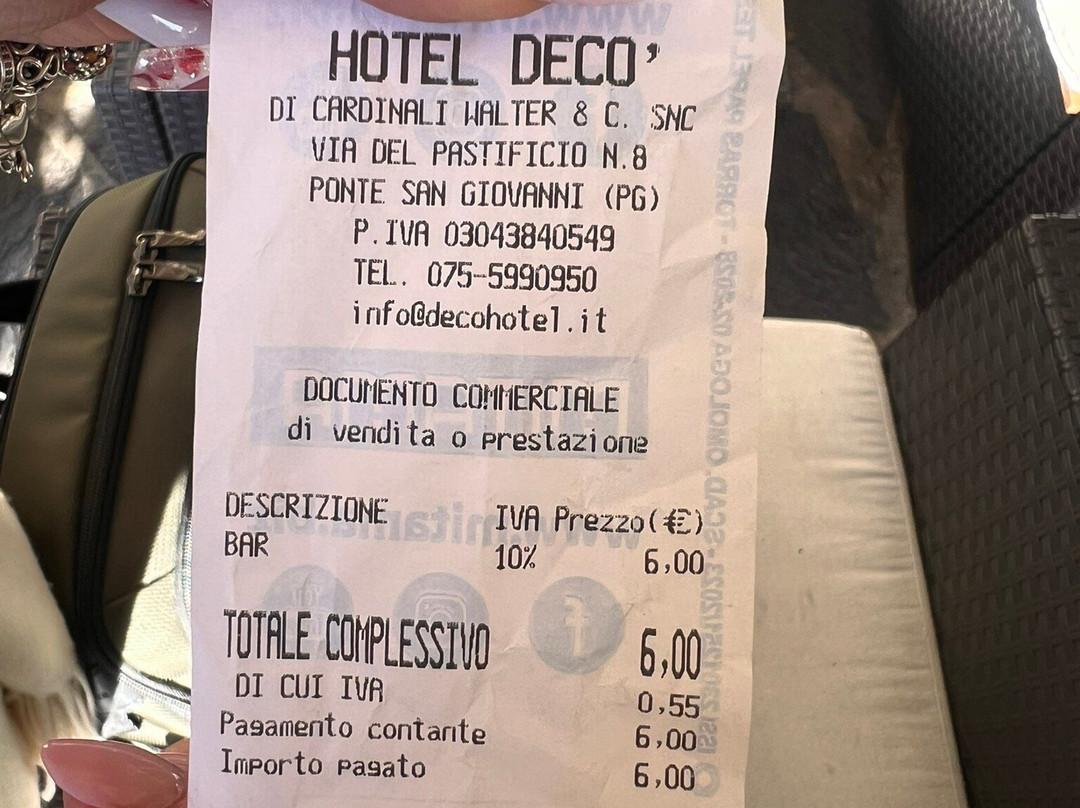 HOTEL DECO'
DI CARDINALI WALTER & C. SNC
VIA DEL PASTIFICIO N.8
PONTE SAN GIOVANNI (PG)
P.IVA 03043840549
TEL. 075-5990950
info@decohotel.it
DOCUMENTO COMMERCIALE
di vendita o prestazione
DESCRIZIONE IVA Prezzo(€)
BAR 10% 6,00
TOTALE COMPLESSIVO 6,00
DI CUI IVA 0,55
Pagamento contante 6,00
Importo pagato 6,00